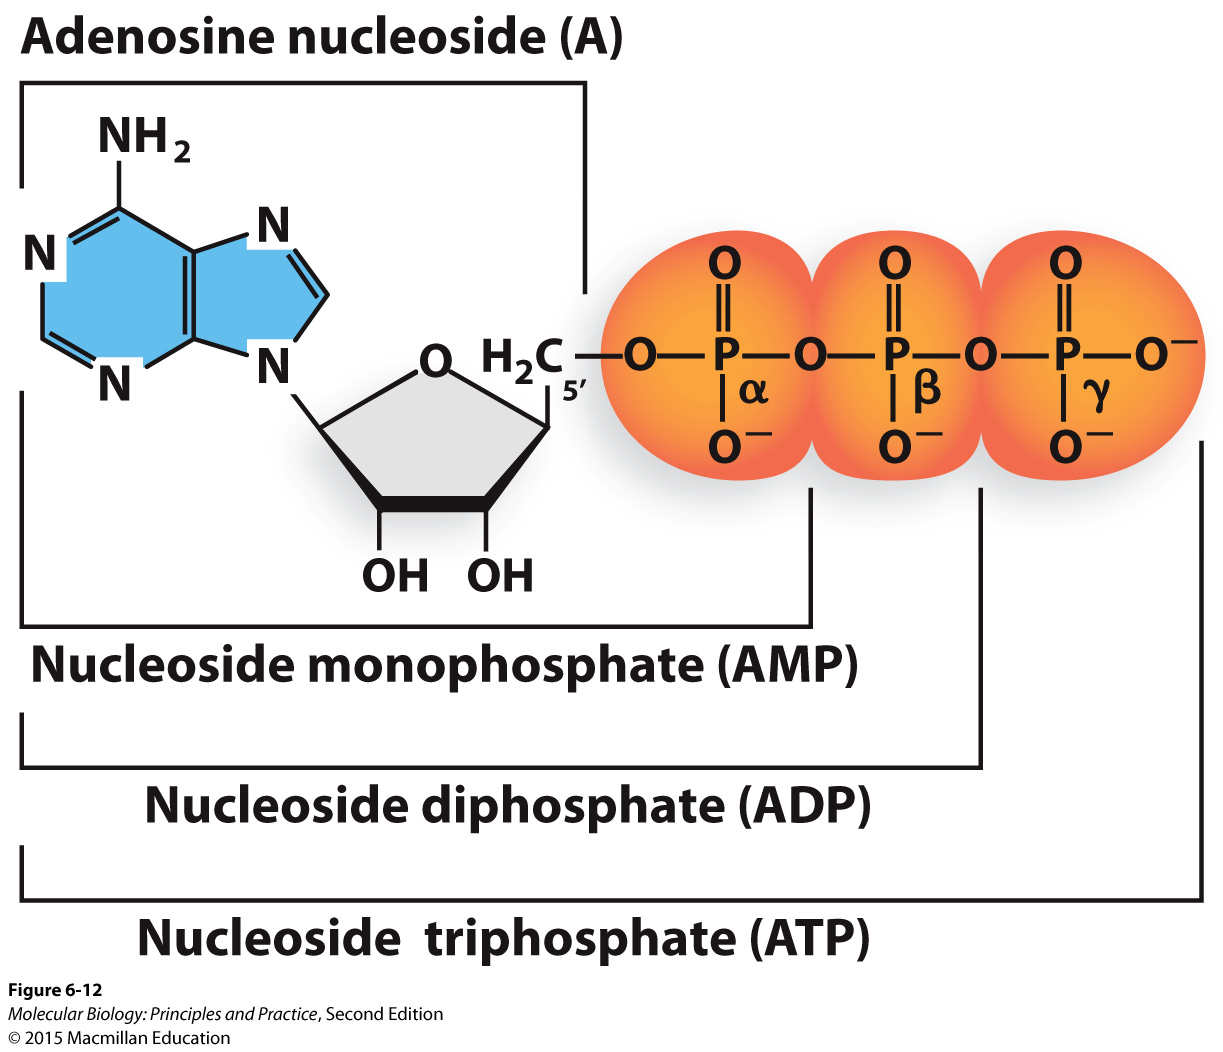 Adenosine nucleoside (A)
NH2
N
N
N
N
O
H2C
5′
OH OH
O O O
O P O P O P O−
α β γ
O− O− O−
Nucleoside monophosphate (AMP)
Nucleoside diphosphate (ADP)
Nucleoside triphosphate (ATP)
Figure 6-12
Molecular Biology: Principles and Practice, Second Edition
© 2015 Macmillan Education